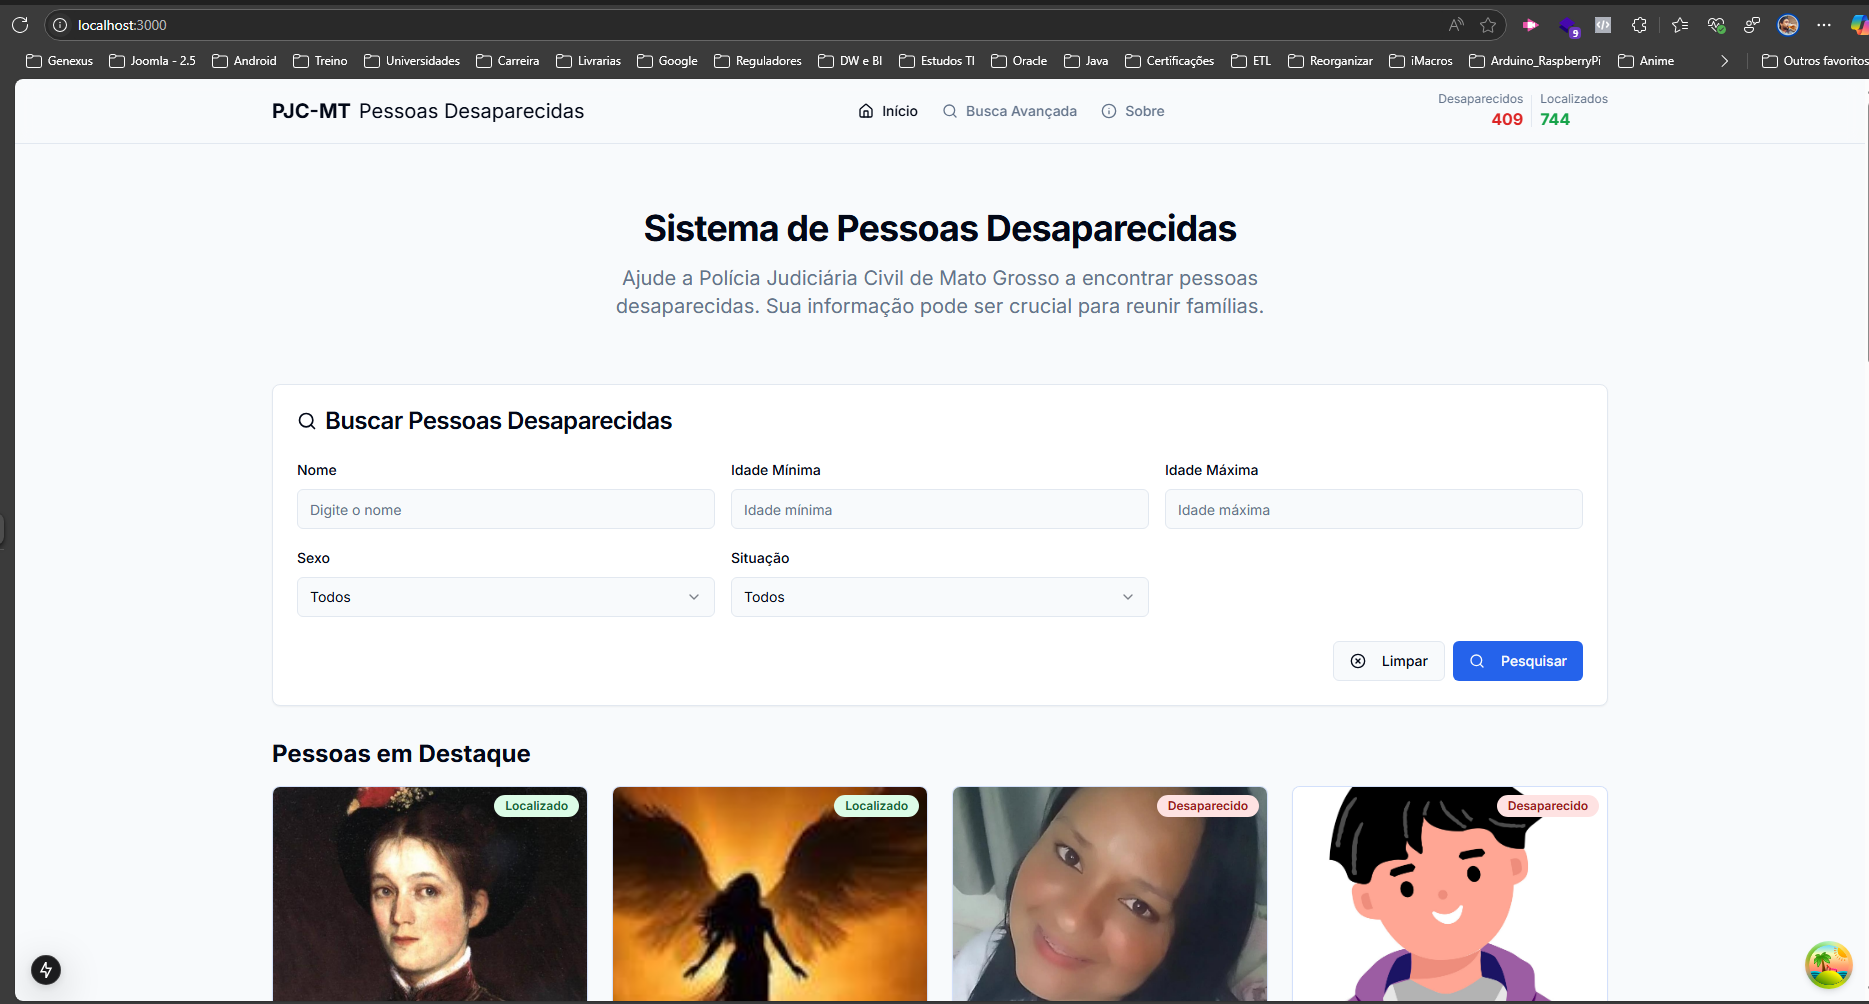 localhost:3000
9
Genexus
Joomla - 2.5
Android
Treino
Universidades
Carreira
Livrarias
Google
Reguladores
DW e BI
Estudos TI
Oracle
Java
Certificações
ETL
Reorganizar
iMacros
Arduino_RaspberryPi
Anime
Outros favoritos
PJC-MT Pessoas Desaparecidas
Início
Busca Avançada
Sobre
Desaparecidos
409
Localizados
744
Sistema de Pessoas Desaparecidas
Ajude a Polícia Judiciária Civil de Mato Grosso a encontrar pessoas
desaparecidas. Sua informação pode ser crucial para reunir famílias.
Buscar Pessoas Desaparecidas
Nome
Idade Mínima
Idade Máxima
Digite o nome
Idade mínima
Idade máxima
Sexo
Situação
Todos
Todos
Limpar
Pesquisar
Pessoas em Destaque
Localizado
Localizado
Desaparecido
Desaparecido